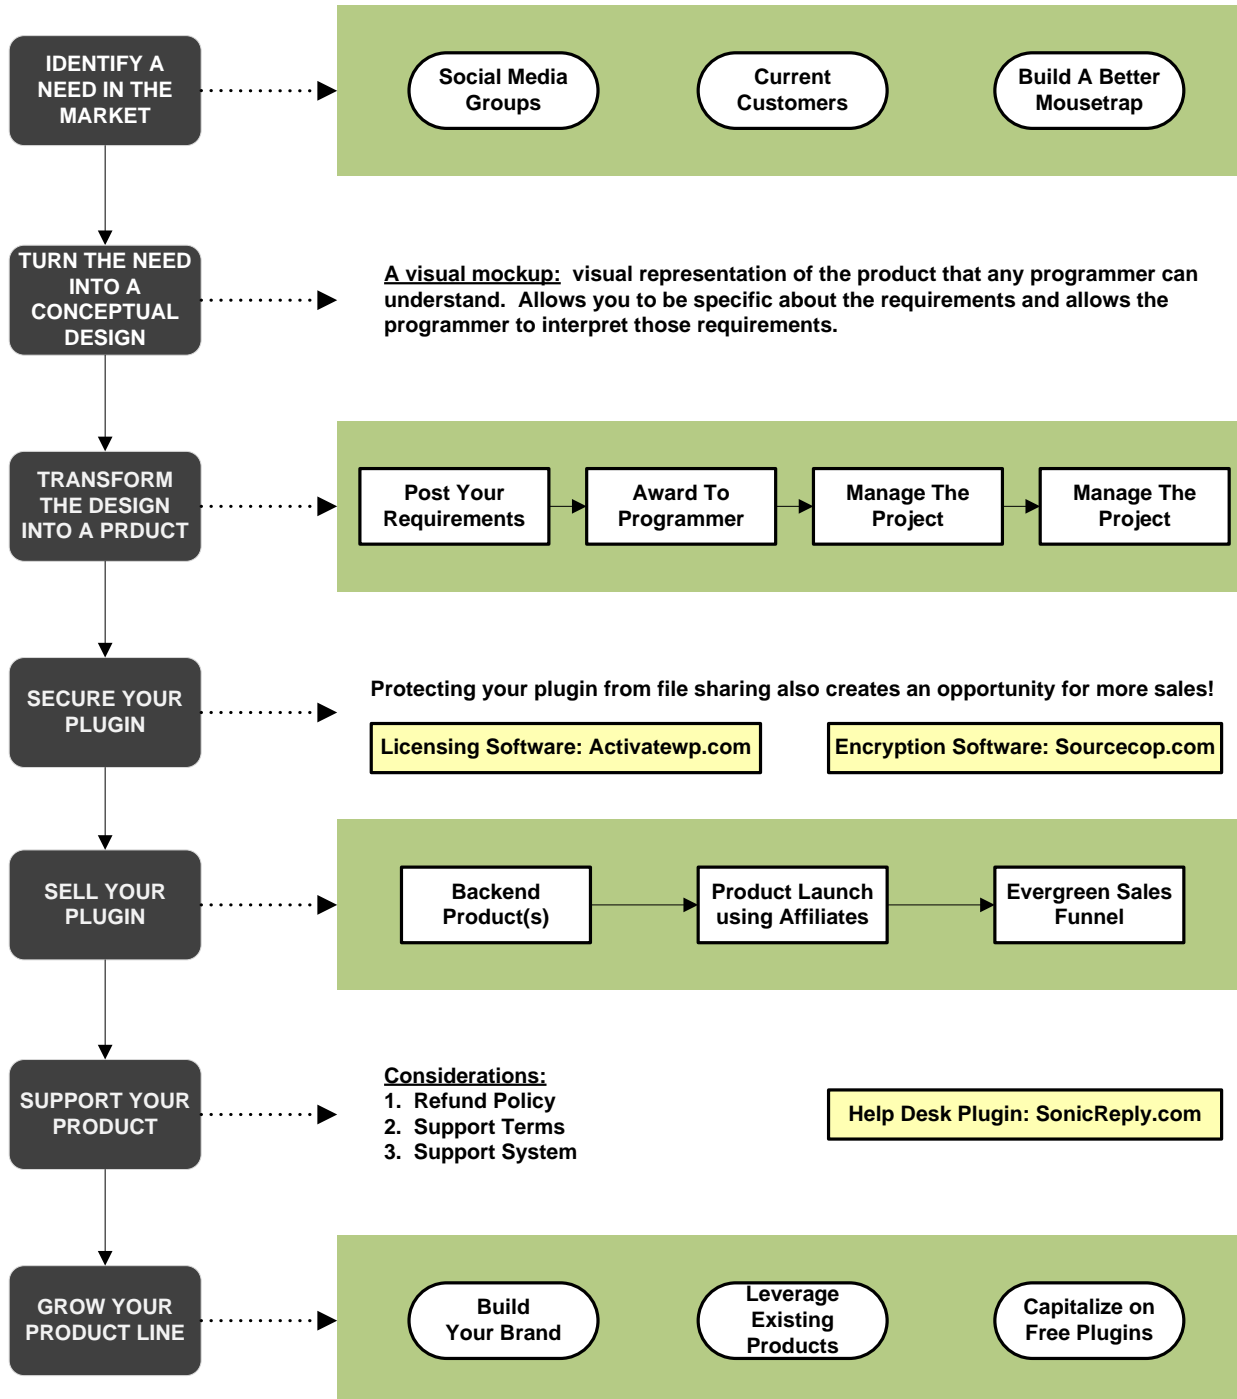 IDENTIFY A
NEED IN THE
MARKET
Social Media
Groups
Current
Customers
Build A Better
Mousetrap
TURN THE NEED
INTO A
CONCEPTUAL
DESIGN
A visual mockup:  visual representation of the product that any programmer can
understand.  Allows you to be specific about the requirements and allows the
programmer to interpret those requirements.
TRANSFORM
THE DESIGN
INTO A PRDUCT
Post Your
Requirements
Award To
Programmer
Manage The
Project
Manage The
Project
SECURE YOUR
PLUGIN
Protecting your plugin from file sharing also creates an opportunity for more sales!
Licensing Software: Activatewp.com
Encryption Software: Sourcecop.com
SELL YOUR
PLUGIN
Backend
Product(s)
Product Launch
using Affiliates
Evergreen Sales
Funnel
SUPPORT YOUR
PRODUCT
Considerations:
1.  Refund Policy
2.  Support Terms
3.  Support System
Help Desk Plugin: SonicReply.com
GROW YOUR
PRODUCT LINE
Build
Your Brand
Leverage
Existing
Products
Capitalize on
Free Plugins